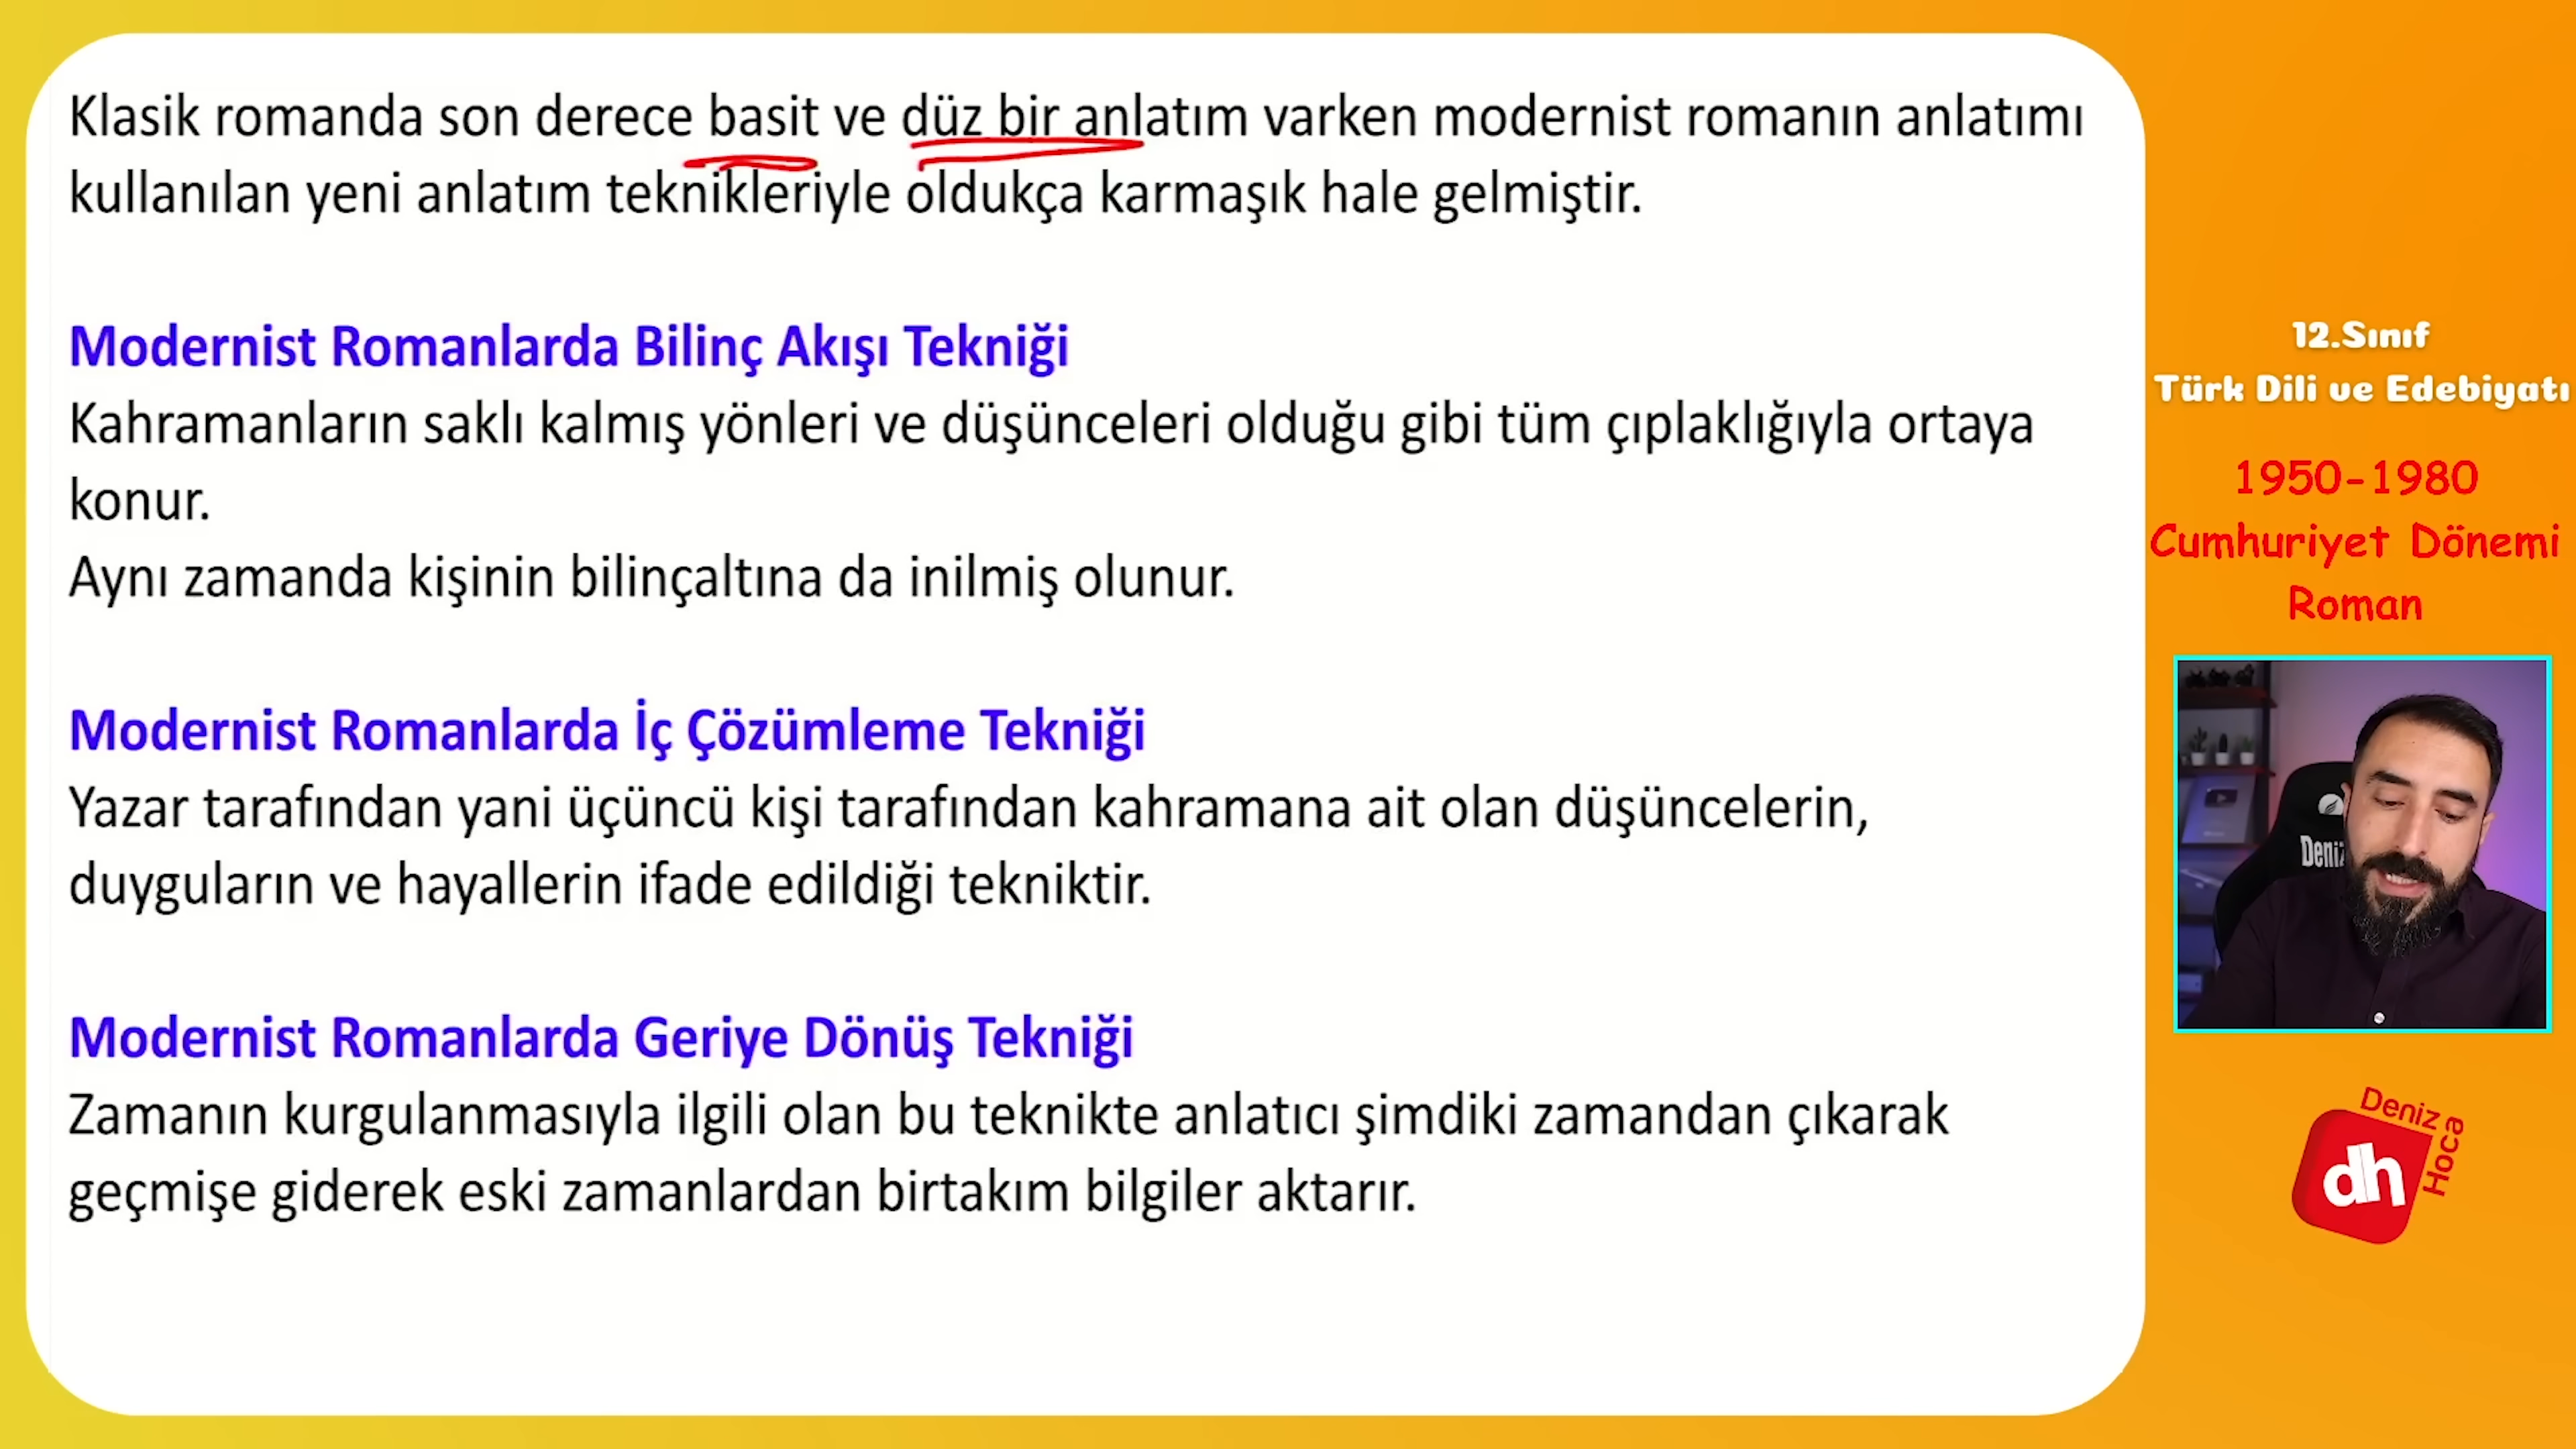 Klasik romanda son derece basit ve düz bir anlatım varken modernist romanın anlatımı
kullanılan yeni anlatım teknikleriyle oldukça karmaşık hale gelmiştir.
Modernist Romanlarda Bilinç Akışı Tekniği
Kahramanların saklı kalmış yönleri ve düşünceleri olduğu gibi tüm çıplaklığıyla ortaya
konur.
Aynı zamanda kişinin bilinçaltına da inilmiş olunur.
Modernist Romanlarda İç Çözümleme Tekniği
Yazar tarafından yani üçüncü kişi tarafından kahramana ait olan düşüncelerin,
duyguların ve hayallerin ifade edildiği tekniktir.
Modernist Romanlarda Geriye Dönüş Tekniği
Zamanın kurgulanmasıyla ilgili olan bu teknikte anlatıcı şimdiki zamandan çıkarak
geçmişe giderek eski zamanlardan birtakım bilgiler aktarır.
12.Sınıf
Türk Dili ve Edebiyatı
1950-1980
Cumhuriyet Dönemi
Roman
Deniz
Deniz
Hoca
dh